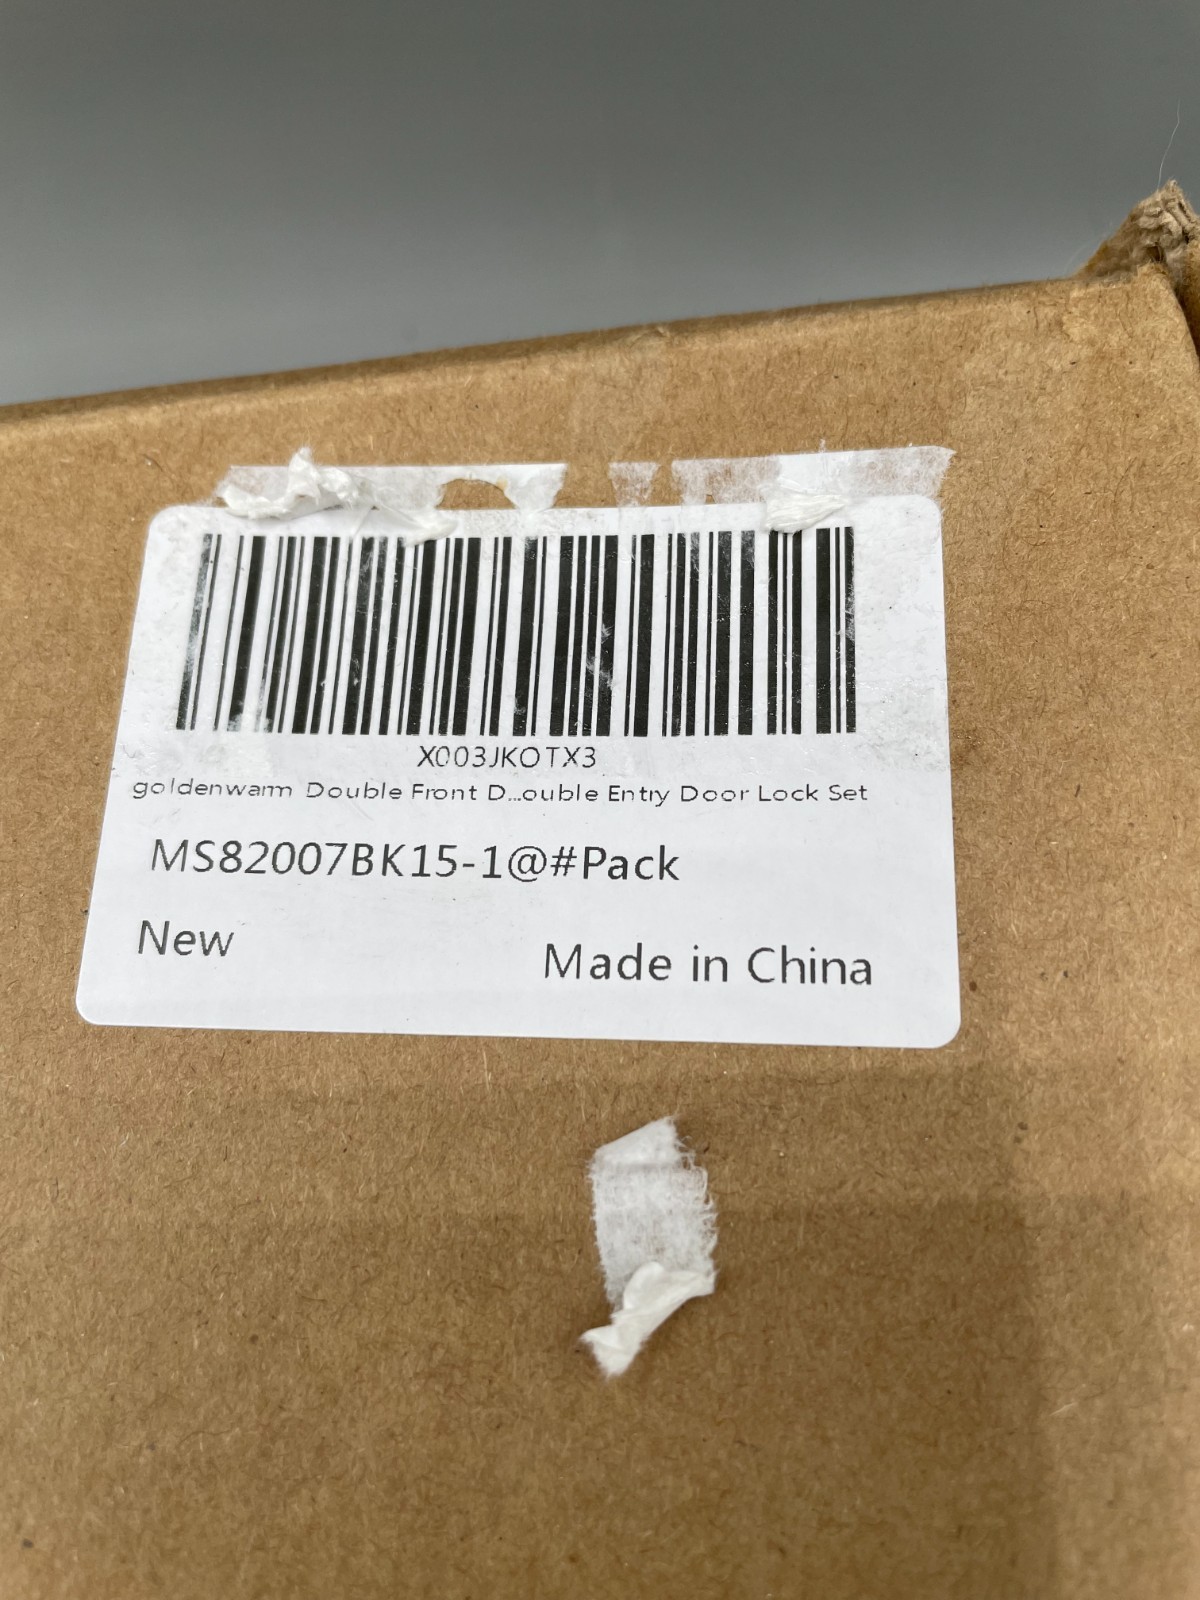 X003JKOTX3
goldenwarm Double Front D...ouble Entry Door Lock Set
MS82007BK15-1@#Pack
New
Made in China